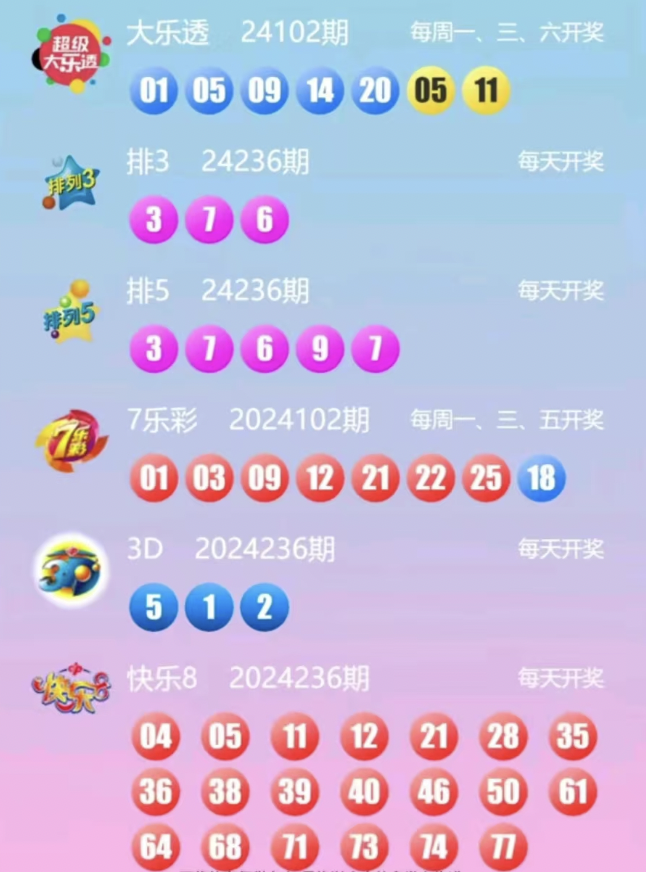 超级
大乐透
大乐透 24102期 每周一、三、六开奖
01 05 09 14 20 05 11
排列3
排3 24236期 每天开奖
3 7 6
排列5
排5 24236期 每天开奖
3 7 6 9 7
7乐彩
7乐彩 2024102期 每周一、三、五开奖
01 03 09 12 21 22 25 18
3D 2024236期 每天开奖
5 1 2
快乐8 2024236期 每天开奖
04 05 11 12 21 28 35
36 38 39 40 46 50 61
64 68 71 73 74 77